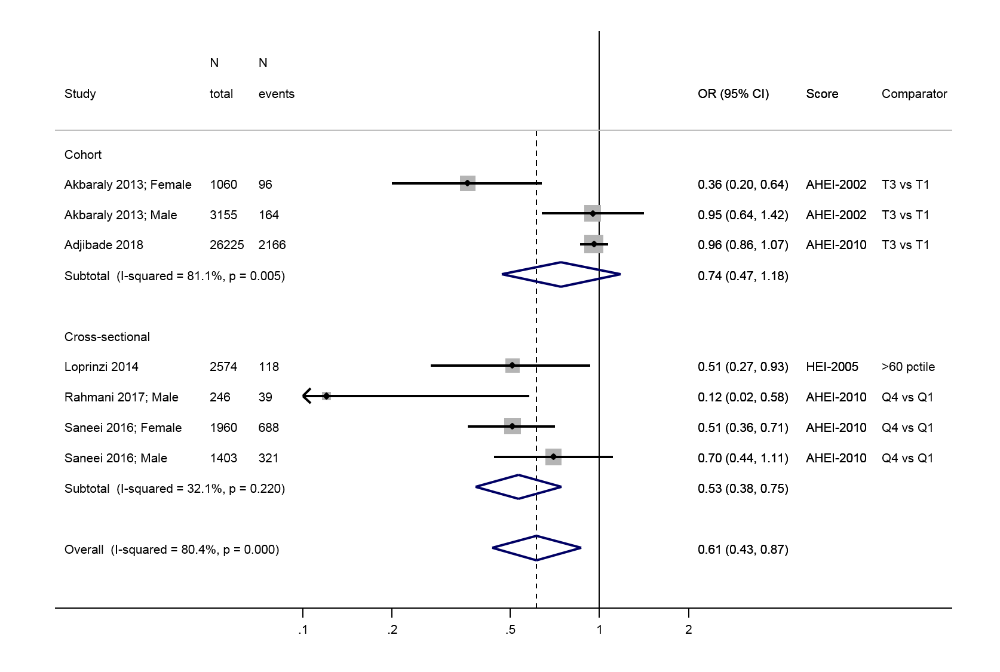 N N
Study total events OR (95% CI) Score Comparator
Cohort
Akbaraly 2013; Female 1060 96 0.36 (0.20, 0.64) AHEI-2002 T3 vs T1
Akbaraly 2013; Male 3155 164 0.95 (0.64, 1.42) AHEI-2002 T3 vs T1
Adjibade 2018 26225 2166 0.96 (0.86, 1.07) AHEI-2010 T3 vs T1
Subtotal (I-squared = 81.1%, p = 0.005) 0.74 (0.47, 1.18)
Cross-sectional
Loprinzi 2014 2574 118 0.51 (0.27, 0.93) HEI-2005 >60 pctile
Rahmani 2017; Male 246 39 0.12 (0.02, 0.58) AHEI-2010 Q4 vs Q1
Saneei 2016; Female 1960 688 0.51 (0.36, 0.71) AHEI-2010 Q4 vs Q1
Saneei 2016; Male 1403 321 0.70 (0.44, 1.11) AHEI-2010 Q4 vs Q1
Subtotal (I-squared = 32.1%, p = 0.220) 0.53 (0.38, 0.75)
Overall (I-squared = 80.4%, p = 0.000) 0.61 (0.43, 0.87)
.1 .2 .5 1 2